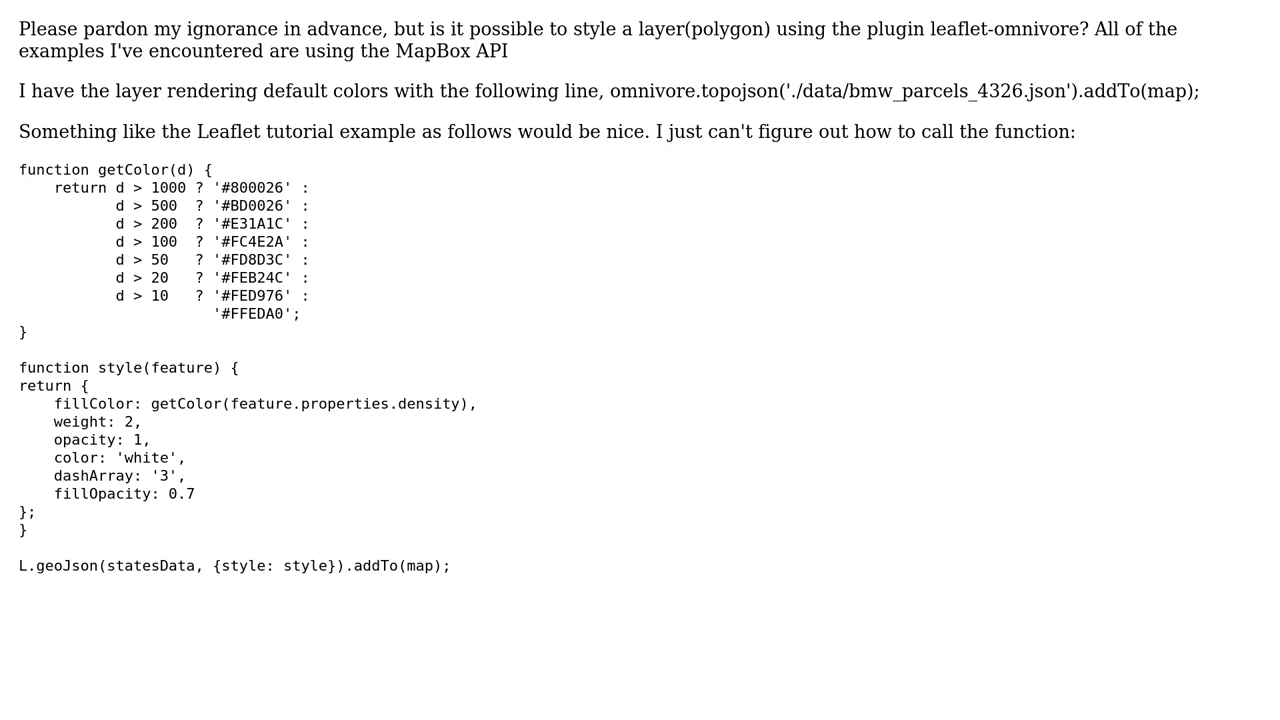 Please pardon my ignorance in advance, but is it possible to style a layer(polygon) using the plugin leaflet-omnivore? All of the
examples I've encountered are using the MapBox API
I have the layer rendering default colors with the following line, omnivore.topojson('./data/bmw_parcels_4326.json').addTo(map);
Something like the Leaflet tutorial example as follows would be nice. I just can't figure out how to call the function:
function getColor(d) {
    return d > 1000 ? '#800026' :
           d > 500  ? '#BD0026' :
           d > 200  ? '#E31A1C' :
           d > 100  ? '#FC4E2A' :
           d > 50   ? '#FD8D3C' :
           d > 20   ? '#FEB24C' :
           d > 10   ? '#FED976' :
                      '#FFEDA0';
}
function style(feature) {
return {
    fillColor: getColor(feature.properties.density),
    weight: 2,
    opacity: 1,
    color: 'white',
    dashArray: '3',
    fillOpacity: 0.7
};
}
L.geoJson(statesData, {style: style}).addTo(map);